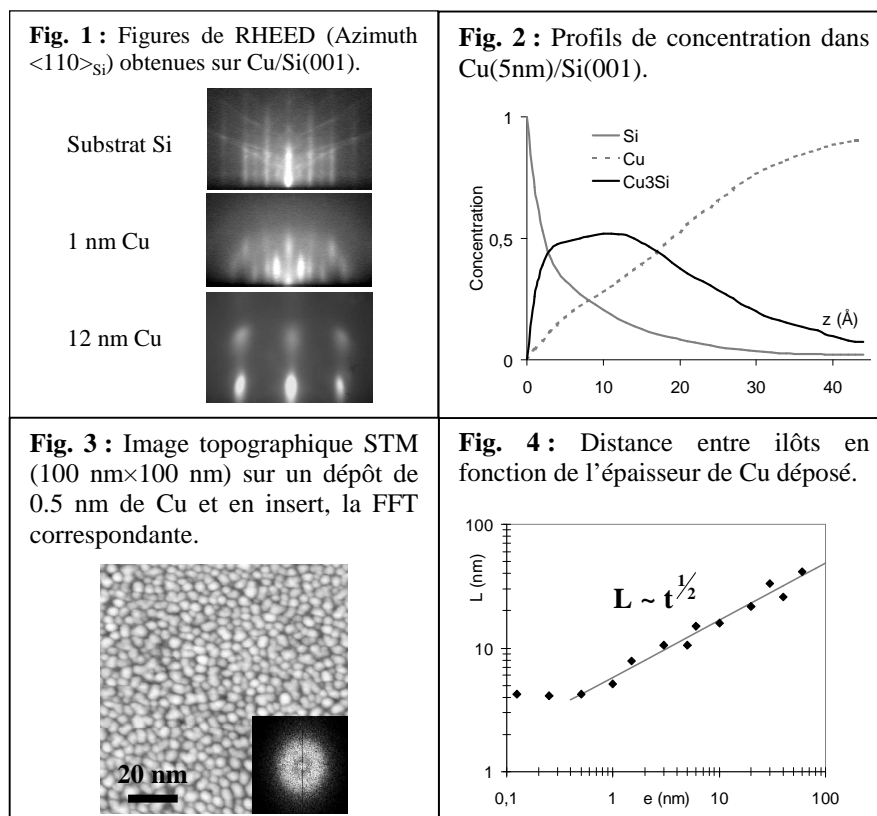 Fig. 1 : Figures de RHEED (Azimuth
<110>Si) obtenues sur Cu/Si(001).
Substrat Si
1 nm Cu
12 nm Cu
Fig. 2 : Profils de concentration dans
Cu(5nm)/Si(001).
1
Si
Cu
Cu3Si
Concentration
0,5
z (Å)
0
0 10 20 30 40
Fig. 3 : Image topographique STM
(100 nm×100 nm) sur un dépôt de
0.5 nm de Cu et en insert, la FFT
correspondante.
20 nm
Fig. 4 : Distance entre ilôts en
fonction de l'épaisseur de Cu déposé.
100
L (nm)
L ~ t^1/2
10
1
0,1 1 10 100
e (nm)